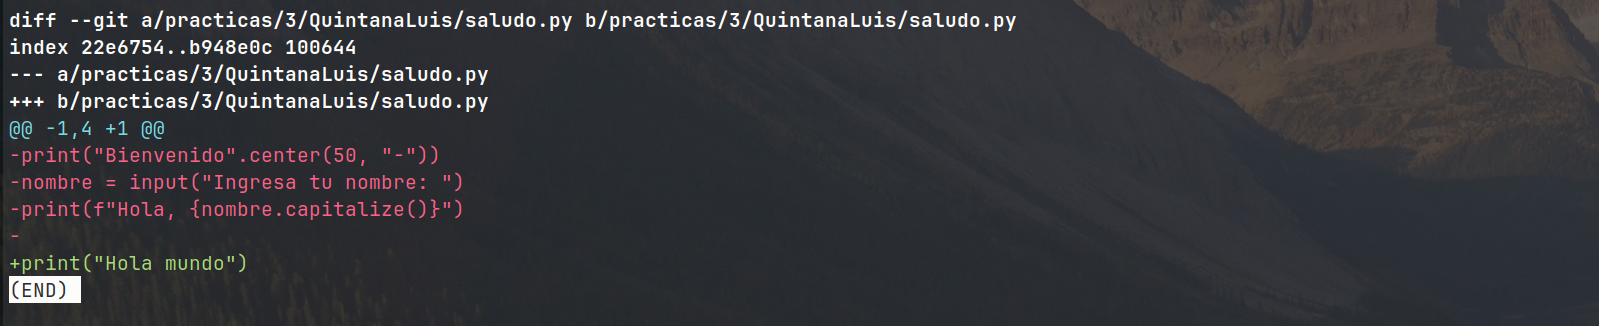 diff --git a/practicas/3/QuintanaLuis/saludo.py b/practicas/3/QuintanaLuis/saludo.py
index 22e6754..b948e0c 100644
--- a/practicas/3/QuintanaLuis/saludo.py
+++ b/practicas/3/QuintanaLuis/saludo.py
@@ -1,4 +1 @@
-print("Bienvenido".center(50, "-"))
-nombre = input("Ingresa tu nombre: ")
-print(f"Hola, {nombre.capitalize()}")
-
+print("Hola mundo")
(END)